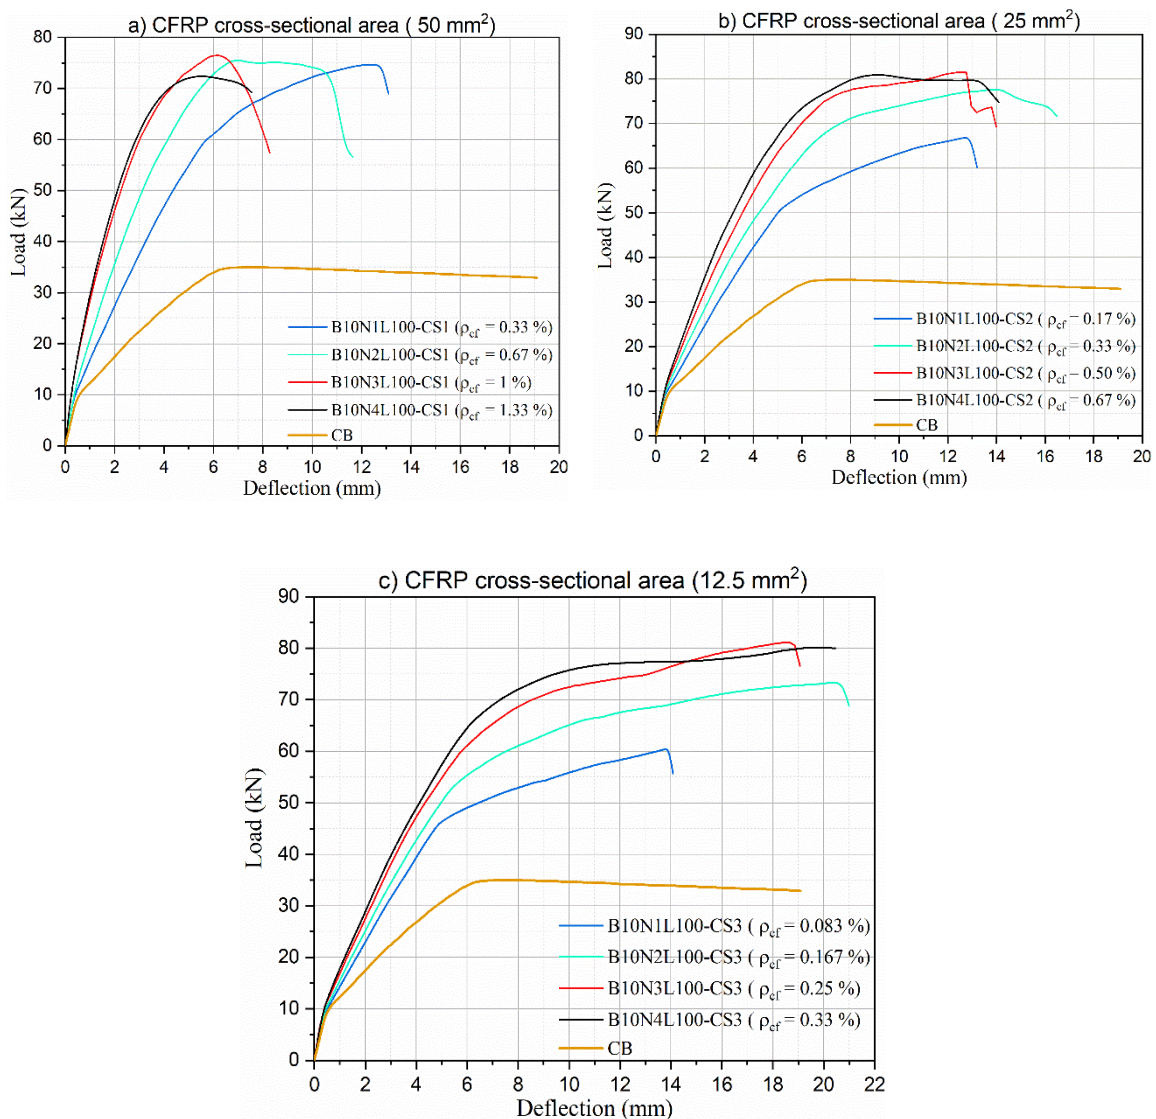 a) CFRP cross-sectional area ( 50 mm²)
80
70
60
50
40
30
20
10
0
Load (kN)
B10N1L100-CS1 (ρcf = 0.33 %)
B10N2L100-CS1 (ρcf = 0.67 %)
B10N3L100-CS1 (ρcf = 1 %)
B10N4L100-CS1 (ρcf = 1.33 %)
CB
0 2 4 6 8 10 12 14 16 18 20
Deflection (mm)
b) CFRP cross-sectional area ( 25 mm²)
90
80
70
60
50
40
30
20
10
0
Load (kN)
B10N1L100-CS2 ( ρcf = 0.17%)
B10N2L100-CS2 ( ρcf = 0.33 %)
B10N3L100-CS2 ( ρcf = 0.50 %)
B10N4L100-CS2 ( ρcf = 0.67 %)
CB
0 2 4 6 8 10 12 14 16 18 20
Deflection (mm)
c) CFRP cross-sectional area (12.5 mm²)
90
80
70
60
50
40
30
20
10
0
Load (kN)
B10N1L100-CS3 ( ρcf = 0.083 %)
B10N2L100-CS3 ( ρcf = 0.167 %)
B10N3L100-CS3 ( ρcf = 0.25 %)
B10N4L100-CS3 ( ρcf = 0.33 %)
CB
0 2 4 6 8 10 12 14 16 18 20 22
Deflection (mm)